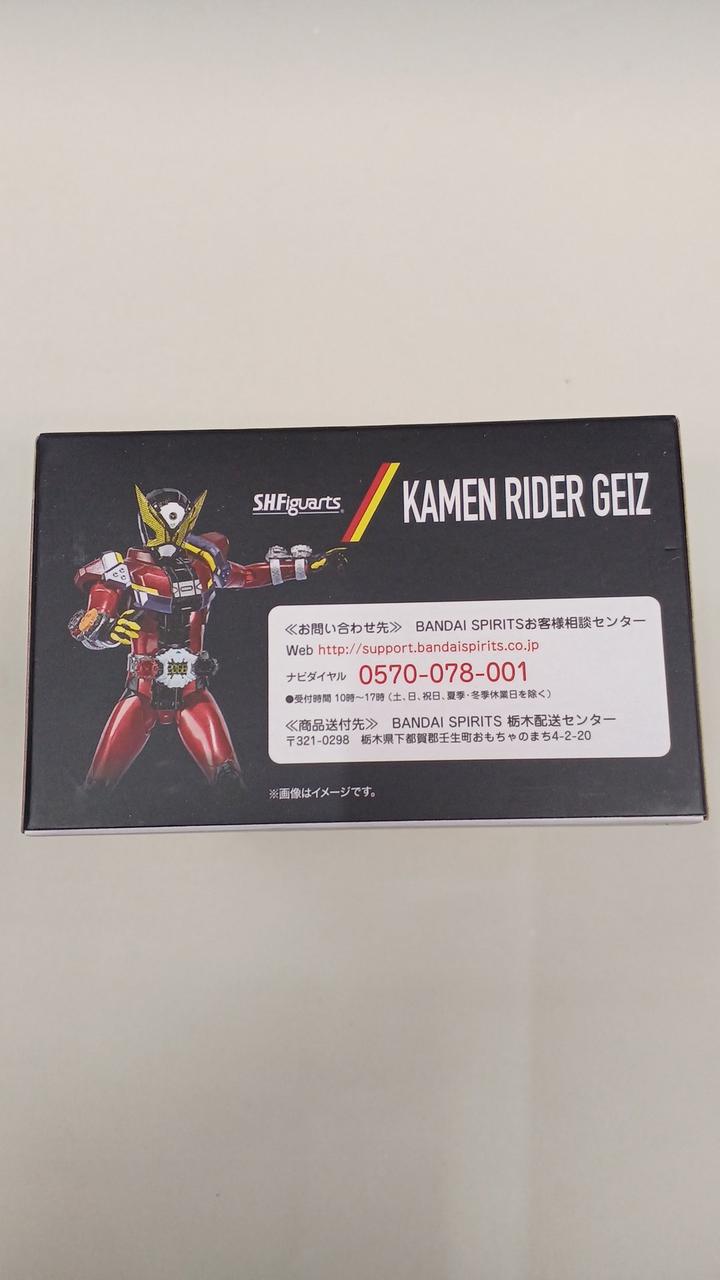 S.H.Figuarts
KAMEN RIDER GEIZ
≪お問い合わせ先≫ BANDAI SPIRITSお客様相談センター
Web http://support.bandaispirits.co.jp
ナビダイヤル 0570-078-001
●受付時間 10時〜17時（土、日、祝日、夏季・冬季休業日を除く）
≪商品送付先≫ BANDAI SPIRITS 栃木配送センター
〒321-0298 栃木県下都賀郡壬生町おもちゃのまち4-2-20
※画像はイメージです。